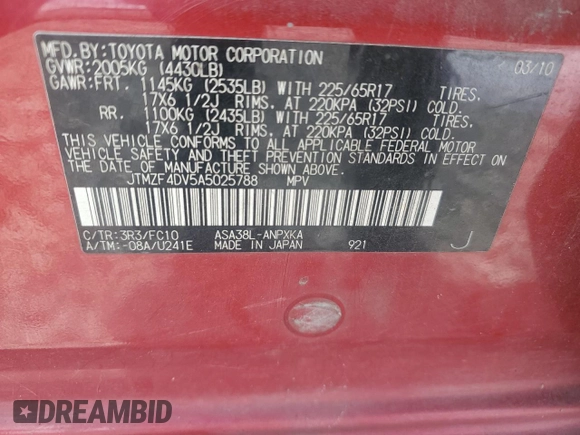 MFD.BY:TOYOTA MOTOR CORPORATION 03/10
GVWR:2005KG (4430LB)
GAWR:FRT. 1145KG (2535LB) WITH 225/65R17 TIRES.
17X6 1/2J RIMS. AT 220KPA (32PSI) COLD.
RR. 1100KG (2435LB) WITH 225/65R17 TIRES.
17X6 1/2J RIMS. AT 220KPA (32PSI) COLD.
THIS VEHICLE CONFORMS TO ALL APPLICABLE FEDERAL MOTOR
VEHICLE SAFETY AND THEFT PREVENTION STANDARDS IN EFFECT ON
THE DATE OF MANUFACTURE SHOWN ABOVE.
JTMZF4DV5A5025788 MPV
C/TR:3R3/FC10 ASA38L-ANPXKA
A/TM:-08A/U241E MADE IN JAPAN 921 J
DREAMBID